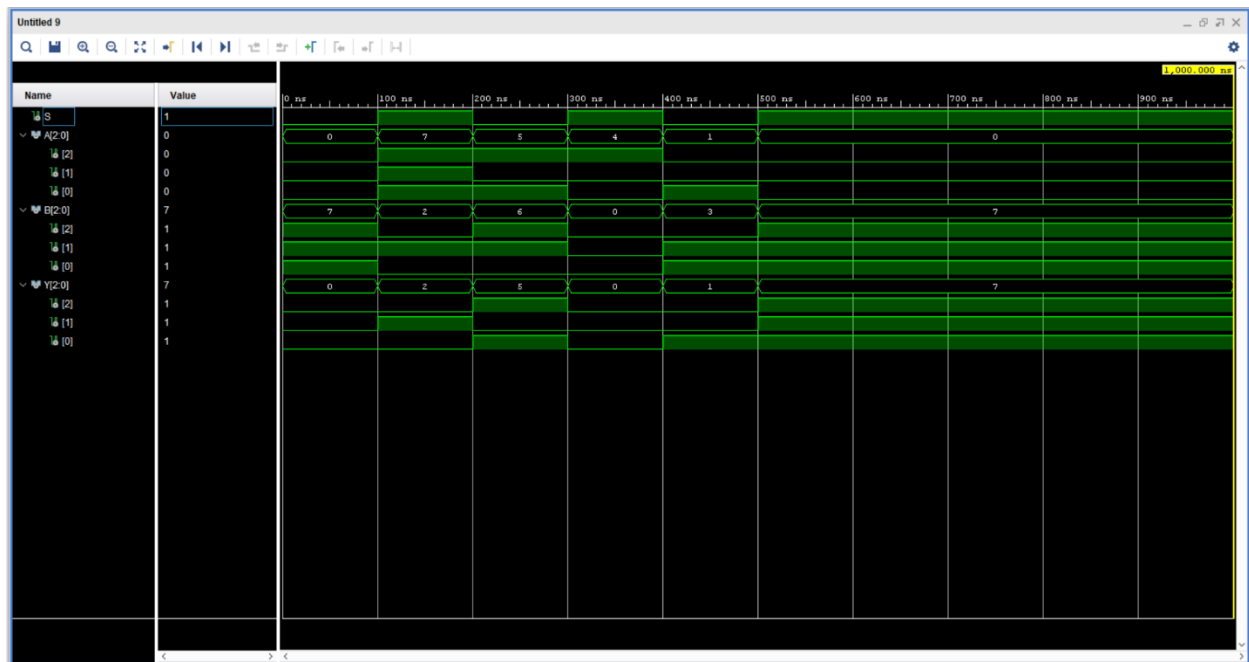 Untitled 9
1,000.000 ns
Name Value
0 ns 100 ns 200 ns 300 ns 400 ns 500 ns 600 ns 700 ns 800 ns 900 ns
S 1
A[2:0] 0 0 7 5 4 1 0
[2] 0
[1] 0
[0] 0
B[2:0] 7 7 2 6 0 3 7
[2] 1
[1] 1
[0] 1
Y[2:0] 7 0 2 5 0 1 7
[2] 1
[1] 1
[0] 1